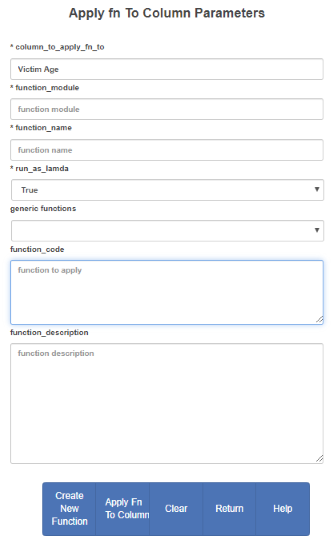 Apply fn To Column Parameters
* column_to_apply_fn_to
Victim Age
* function_module
function module
* function_name
function name
* run_as_lamda
True
generic functions
function_code
function to apply
function_description
function description
Create
New
Function
Apply Fn
To Column
Clear
Return
Help